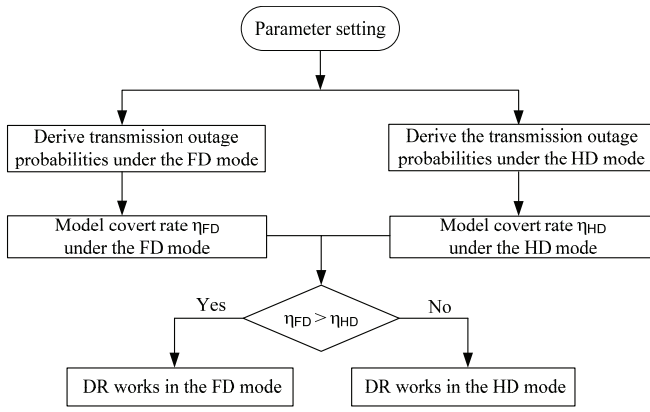 Parameter setting
Derive transmission outage
probabilities under the FD mode
Derive the transmission outage
probabilities under the HD mode
Model covert rate ηFD
under the FD mode
Model covert rate ηHD
under the HD mode
Yes
ηFD > ηHD
No
DR works in the FD mode
DR works in the HD mode